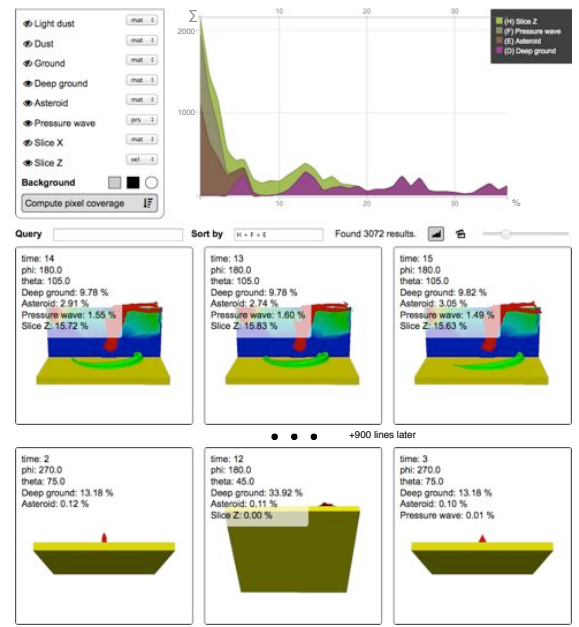 Light dust mat
Dust mat
Ground mat
Deep ground mat
Asteroid mat
Pressure wave prs
Slice X mat
Slice Z vel
Background
Compute pixel coverage
Σ
2000
1000
10
20
30
%
(H) Slice Z
(F) Pressure wave
(E) Asteroid
(D) Deep ground
Query Sort by H + F + E Found 3072 results.
time: 14
phi: 180.0
theta: 105.0
Deep ground: 9.78 %
Asteroid: 2.91 %
Pressure wave: 1.55 %
Slice Z: 15.72 %
time: 13
phi: 180.0
theta: 105.0
Deep ground: 9.78 %
Asteroid: 2.74 %
Pressure wave: 1.60 %
Slice Z: 15.83 %
time: 15
phi: 180.0
theta: 105.0
Deep ground: 9.82 %
Asteroid: 3.05 %
Pressure wave: 1.49 %
Slice Z: 15.63 %
• • • +900 lines later
time: 2
phi: 270.0
theta: 75.0
Deep ground: 13.18 %
Asteroid: 0.12 %
time: 12
phi: 180.0
theta: 45.0
Deep ground: 33.92 %
Asteroid: 0.11 %
Slice Z: 0.00 %
time: 3
phi: 270.0
theta: 75.0
Deep ground: 13.18 %
Asteroid: 0.10 %
Pressure wave: 0.01 %